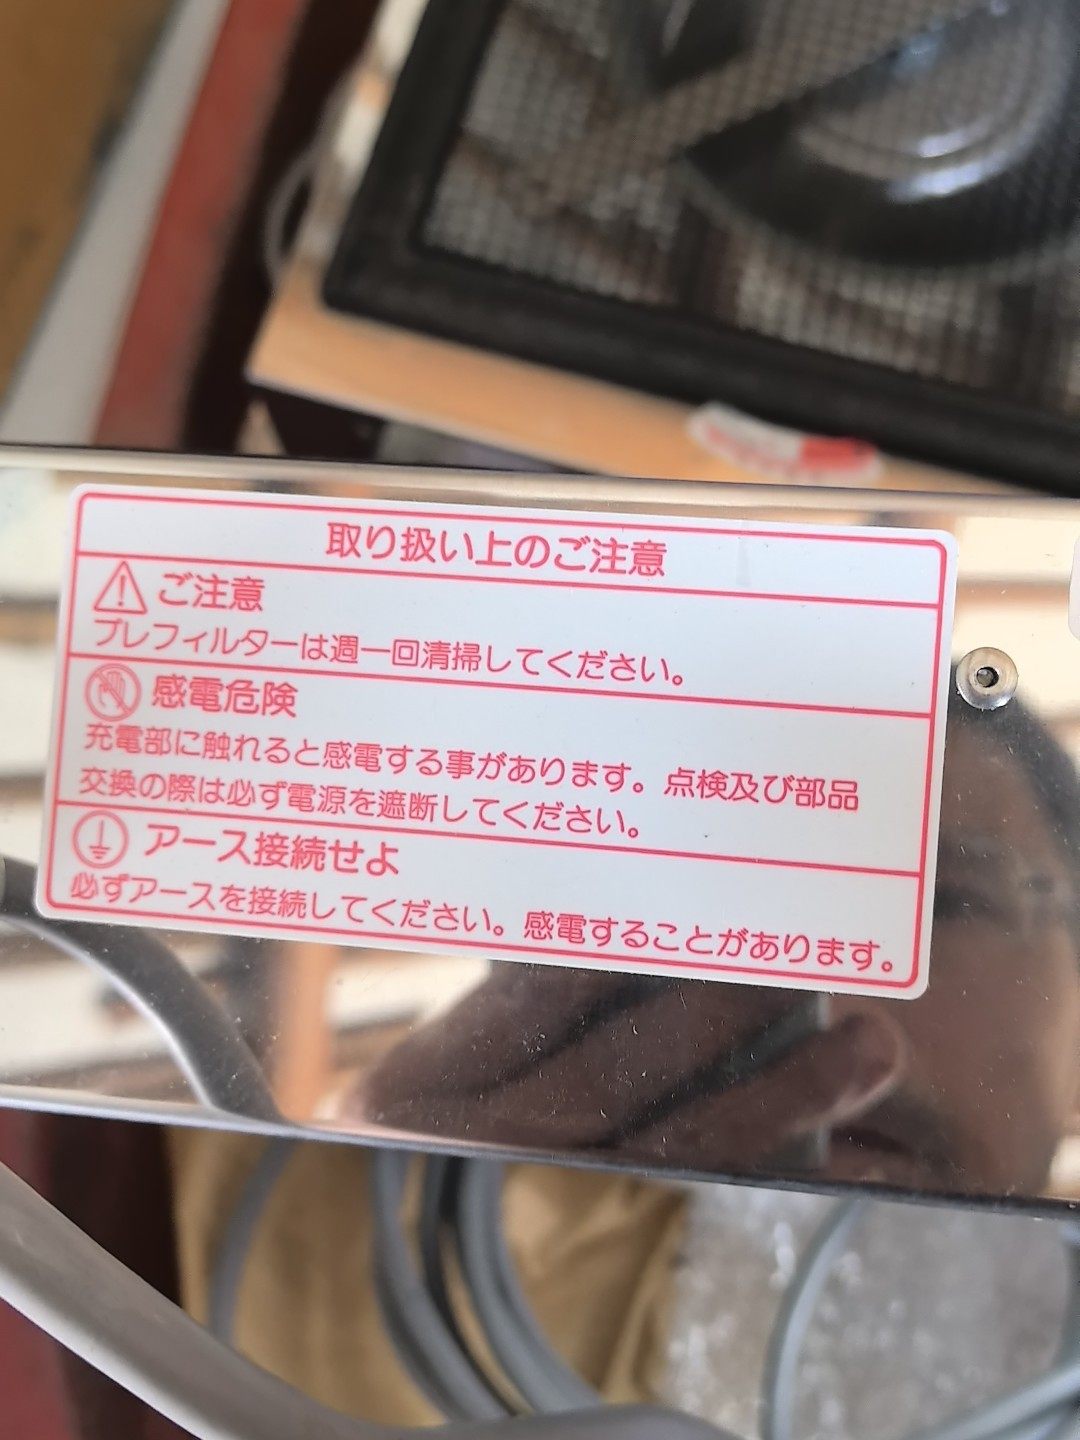 取り扱い上のご注意
ご注意
プレフィルターは週一回清掃してください。
感電危険
充電部に触れると感電する事があります。点検及び部品
交換の際は必ず電源を遮断してください。
アース接続せよ
必ずアースを接続してください。感電することがあります。